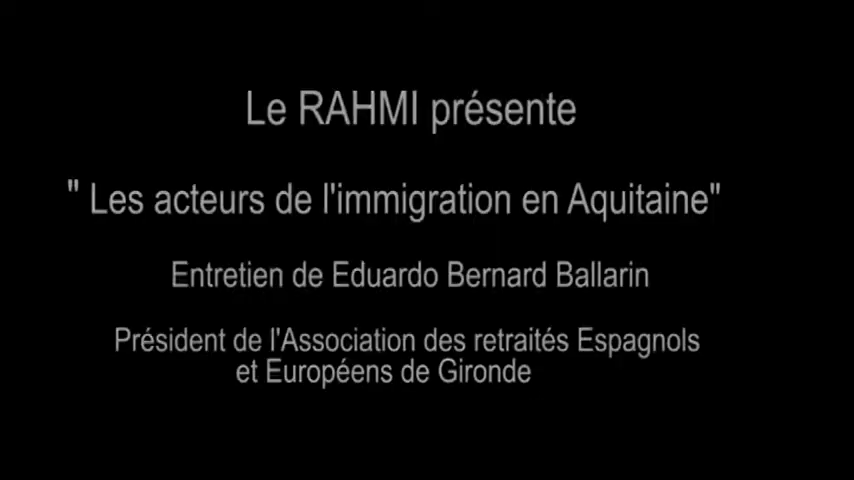 Le RAHMI présente
" Les acteurs de l'immigration en Aquitaine"
Entretien de Eduardo Bernard Ballarin
Président de l'Association des retraités Espagnols
et Européens de Gironde